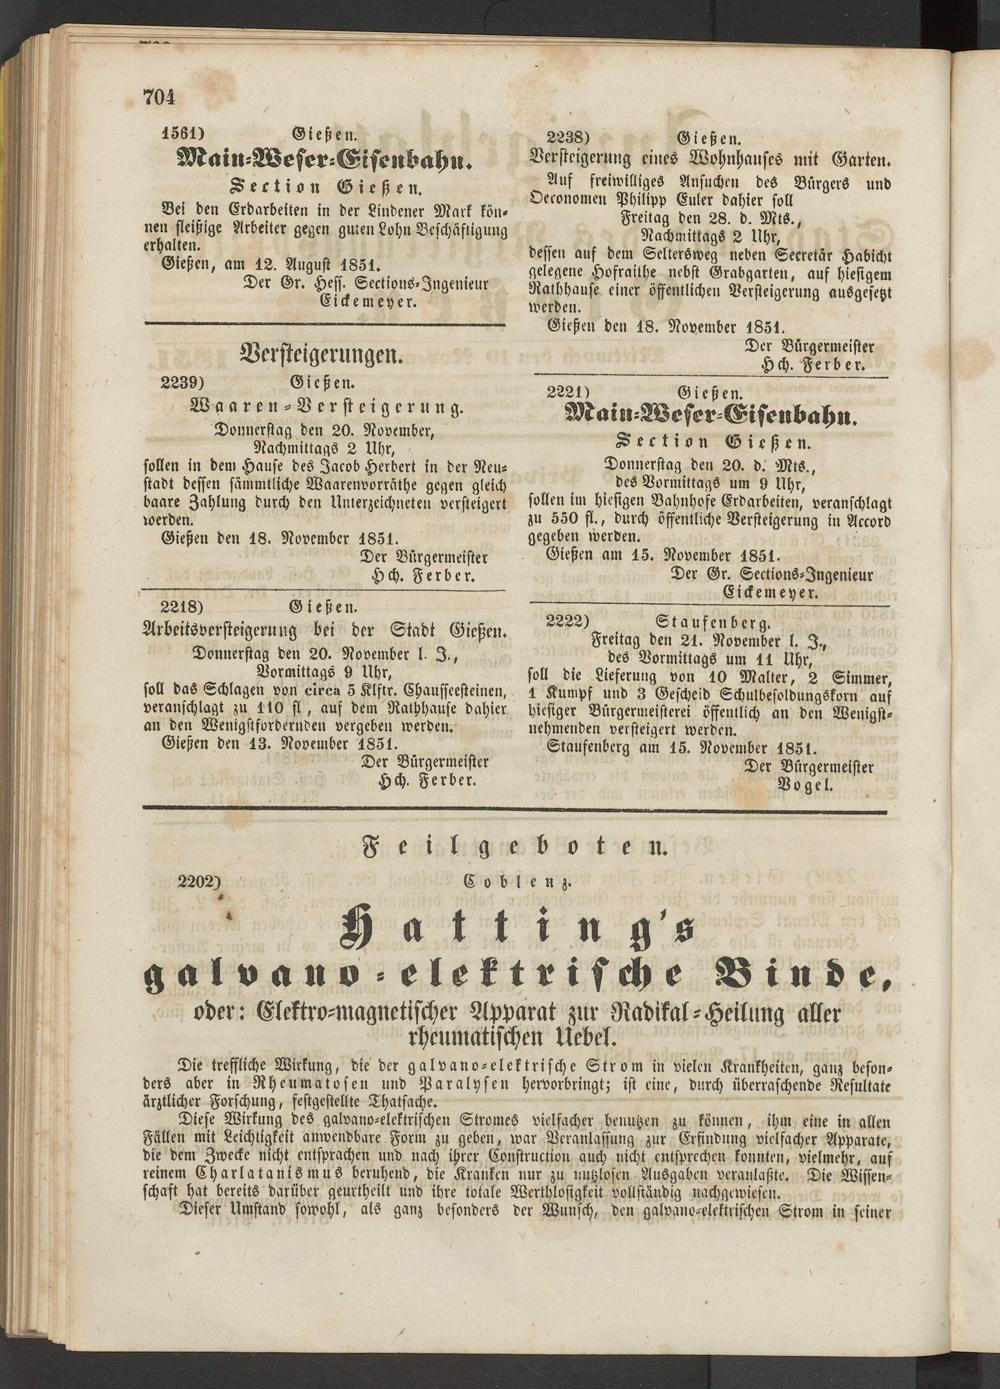 704
1561) Gießen.
Main-Weser-Eisenbahn.
Section Gießen.
Bei den Erdarbeiten in der Lindener Mark kön-
nen fleißige Arbeiter gegen guten Lohn Beschäftigung
erhalten.
Gießen, am 12. August 1851.
Der Gr. Hess. Sections-Ingenieur
Eickemeyer.
Versteigerungen.
2239) Gießen.
Waaren-Versteigerung.
Donnerstag den 20. November,
Nachmittags 2 Uhr,
sollen in dem Hause des Jacob Herbert in der Neu-
stadt dessen sämmtliche Waarenvorräthe gegen gleich
baare Zahlung durch den Unterzeichneten versteigert
werden.
Gießen den 18. November 1851.
Der Bürgermeister
Hch. Ferber.
2218) Gießen.
Arbeitsversteigerung bei der Stadt Gießen.
Donnerstag den 20. November l. J.,
Vormittags 9 Uhr,
soll das Schlagen von circa 5 Klftr. Chausseesteinen,
veranschlagt zu 110 fl, auf dem Rathhause dahier
an den Wenigstfordernden vergeben werden.
Gießen den 13. November 1851.
Der Bürgermeister
Hch. Ferber.
2238) Gießen.
Versteigerung eines Wohnhauses mit Garten.
Auf freiwilliges Ansuchen des Bürgers und
Oeconomen Philipp Euler dahier soll
Freitag den 28. d. Mts.,
Nachmittags 2 Uhr,
dessen auf dem Seltersweg neben Secretär Habicht
gelegene Hofraithe nebst Grabgarten, auf hiesigem
Rathhause einer öffentlichen Versteigerung ausgesetzt
werden.
Gießen den 18. November 1851.
Der Bürgermeister
Hch. Ferber.
2221) Gießen.
Main-Weser-Eisenbahn.
Section Gießen.
Donnerstag den 20. d. Mts.,
des Vormittags um 9 Uhr,
sollen im hiesigen Bahnhofe Erdarbeiten, veranschlagt
zu 550 fl., durch öffentliche Versteigerung in Accord
gegeben werden.
Gießen am 15. November 1851.
Der Gr. Sections-Ingenieur
Eickemeyer.
2222) Staufenberg.
Freitag den 21. November l. J.,
des Vormittags um 11 Uhr,
soll die Lieferung von 10 Malter, 2 Simmer,
1 Kumpf und 3 Gescheid Schulbesoldungskorn auf
hiesiger Bürgermeisterei öffentlich an den Wenigst-
nehmenden versteigert werden.
Staufenberg am 15. November 1851.
Der Bürgermeister
Vogel.
Feilgeboten.
2202) Coblenz.
Hatting's
galvano-elektrische Binde,
oder: Elektro-magnetischer Apparat zur Radikal-Heilung aller
rheumatischen Uebel.
Die treffliche Wirkung, die der galvano-elektrische Strom in vielen Krankheiten, ganz beson-
ders aber in Rheumatosen und Paralysen hervorbringt; ist eine, durch überraschende Resultate
ärztlicher Forschung, festgestellte Thatsache.
Diese Wirkung des galvano-elektrischen Stromes vielfacher benutzen zu können, ihm eine in allen
Fällen mit Leichtigkeit anwendbare Form zu geben, war Veranlassung zur Erfindung vielfacher Apparate,
die dem Zwecke nicht entsprachen und nach ihrer Construction auch nicht entsprechen konnten, vielmehr, auf
reinem Charlatanismus beruhend, die Kranken nur zu nutzlosen Ausgaben veranlaßte. Die Wissen-
schaft hat bereits darüber geurtheilt und ihre totale Werthlosigkeit vollständig nachgewiesen.
Dieser Umstand sowohl, als ganz besonders der Wunsch, den galvano-elektrischen Strom in seiner